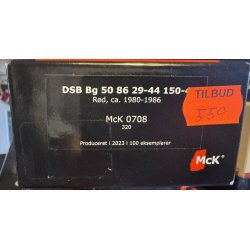 DSB Bg 50 86 29-44 150-
Rød, ca. 1980-1986
McK 0708
320
Produceret i 2023 i 100 eksemplarer
TILBUD
550
McK